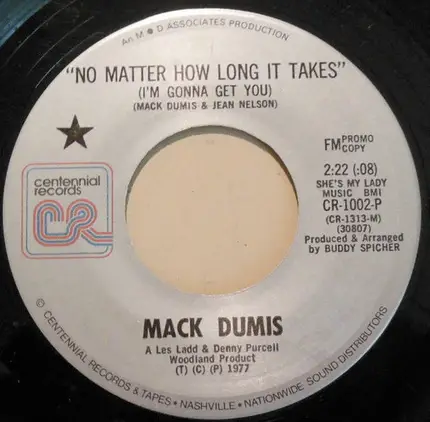 An M ● D ASSOCIATES PRODUCTION
"NO MATTER HOW LONG IT TAKES"
(I'M GONNA GET YOU)
(MACK DUMIS & JEAN NELSON)
FM PROMO COPY
centennial
records
CR
2:22 (:08)
SHE'S MY LADY
MUSIC BMI
CR-1002-P
(CR-1313-M)
(30807)
Produced & Arranged
by BUDDY SPICHER
MACK DUMIS
A Les Ladd & Denny Purcell
Woodland Product
(T) (C) (P) 1977
© CENTENNIAL RECORDS & TAPES • NASHVILLE • NATIONWIDE SOUND DISTRIBUTORS